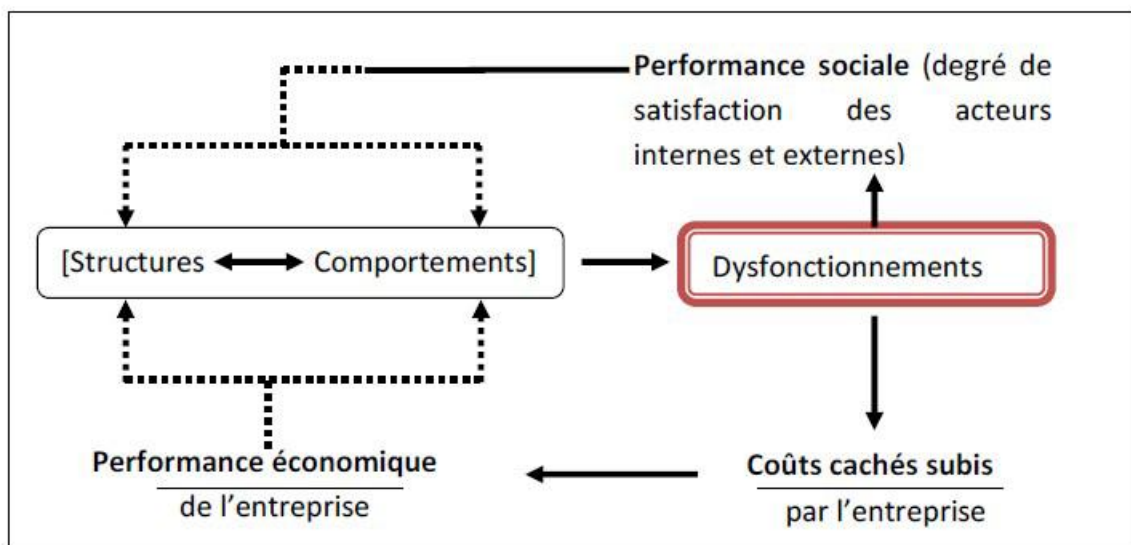 Performance sociale (degré de
satisfaction des acteurs
internes et externes)
[Structures Comportements]
Dysfonctionnements
Performance économique
de l’entreprise
Coûts cachés subis
par l’entreprise